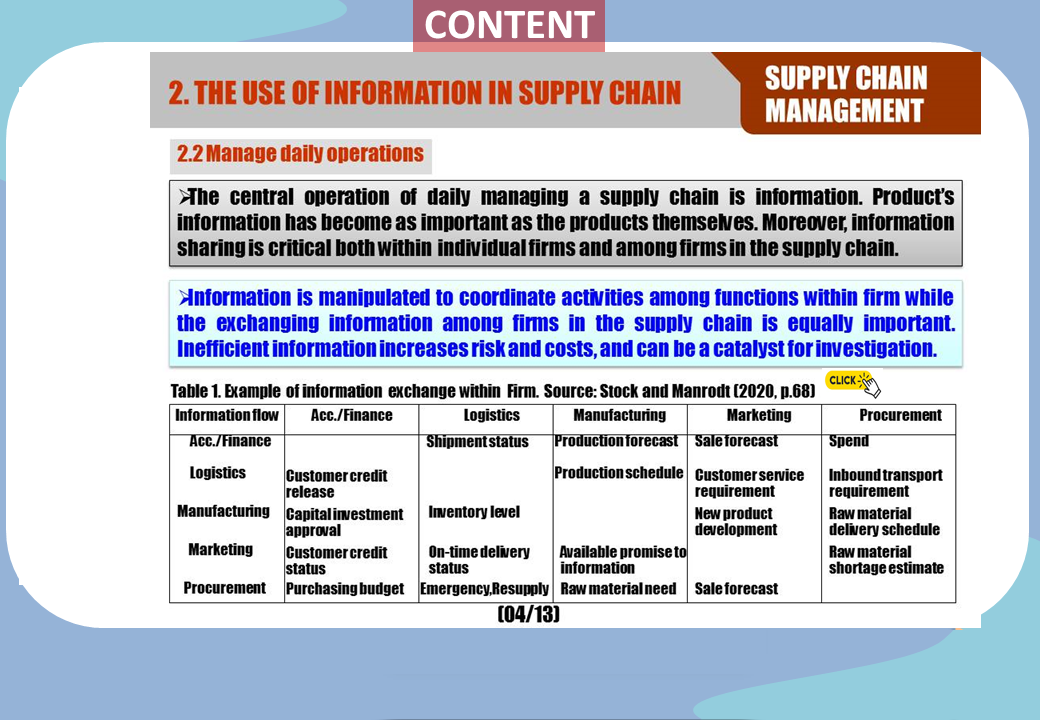 CONTENT
2. THE USE OF INFORMATION IN SUPPLY CHAIN
SUPPLY CHAIN
MANAGEMENT
2.2 Manage daily operations
➢The central operation of daily managing a supply chain is information. Product's
information has become as important as the products themselves. Moreover, information
sharing is critical both within individual firms and among firms in the supply chain.
➢Information is manipulated to coordinate activities among functions within firm while
the exchanging information among firms in the supply chain is equally important.
Inefficient information increases risk and costs, and can be a catalyst for investigation.
Table 1. Example of information exchange within Firm. Source: Stock and Manrodt (2020, p.68)
CLICK
Information flow Acc./Finance Logistics Manufacturing Marketing Procurement
Acc./Finance Shipment status Production forecast Sale forecast Spend
Logistics Customer credit release Production schedule Customer service requirement Inbound transport requirement
Manufacturing Capital investment approval Inventory level New product development Raw material delivery schedule
Marketing Customer credit status On-time delivery status Available promise to information Raw material shortage estimate
Procurement Purchasing budget Emergency,Resupply Raw material need Sale forecast
(04/13)